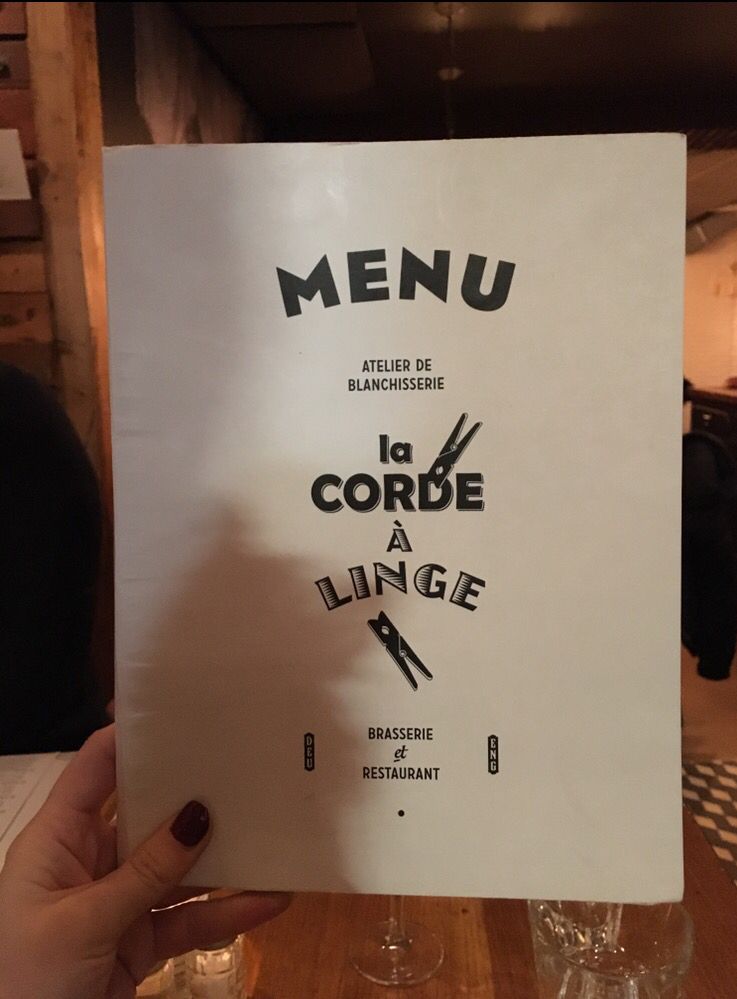 MENU
ATELIER DE
BLANCHISSERIE
la
CORDE
À
LINGE
BRASSERIE
et
RESTAURANT
DEU
ENG